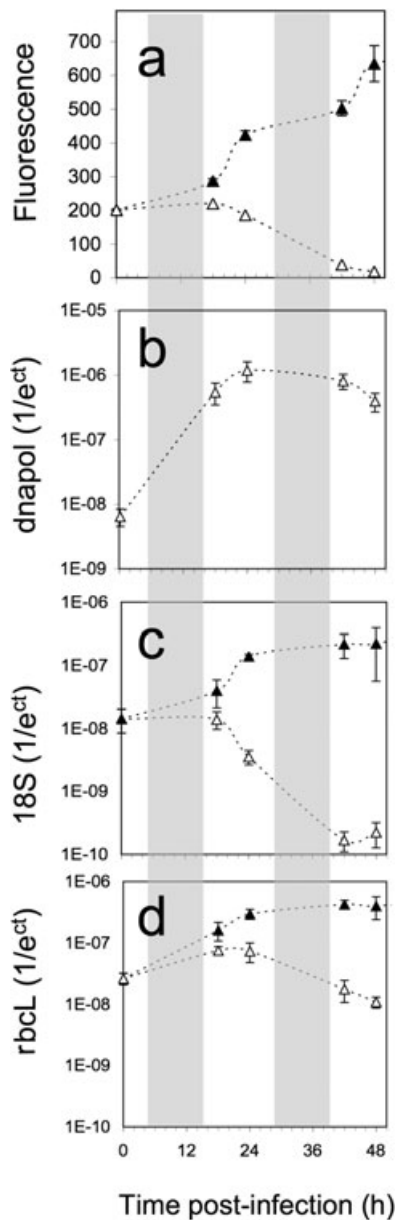 a
700
600
500
400
300
200
100
0
Fluorescence
b
1E-05
1E-06
1E-07
1E-08
1E-09
dnapol (1/e^ct)
c
1E-06
1E-07
1E-08
1E-09
1E-10
18S (1/e^ct)
d
1E-06
1E-07
1E-08
1E-09
1E-10
rbcL (1/e^ct)
0 12 24 36 48
Time post-infection (h)